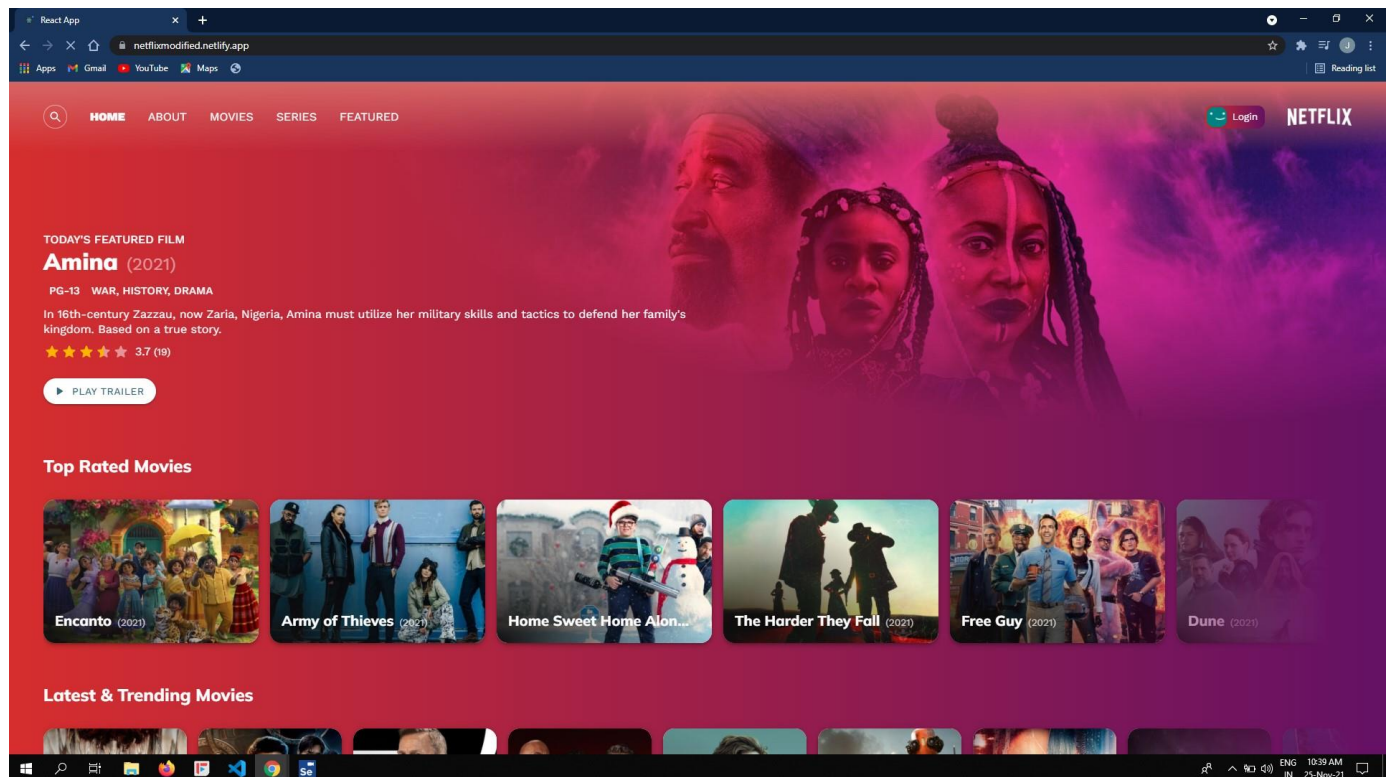 React App
netflixmodified.netlify.app
J
Apps Gmail YouTube Maps
Reading list
HOME ABOUT MOVIES SERIES FEATURED
Login NETFLIX
TODAY'S FEATURED FILM
Amina (2021)
PG-13 WAR, HISTORY, DRAMA
In 16th-century Zazzau, now Zaria, Nigeria, Amina must utilize her military skills and tactics to defend her family's
kingdom. Based on a true story.
3.7 (19)
PLAY TRAILER
Top Rated Movies
Encanto (2021)
Army of Thieves (2021)
Home Sweet Home Alon...
The Harder They Fall (2021)
Free Guy (2021)
Dune (2021)
Latest & Trending Movies
Se
ENG 10:39 AM
IN 25-Nov-21